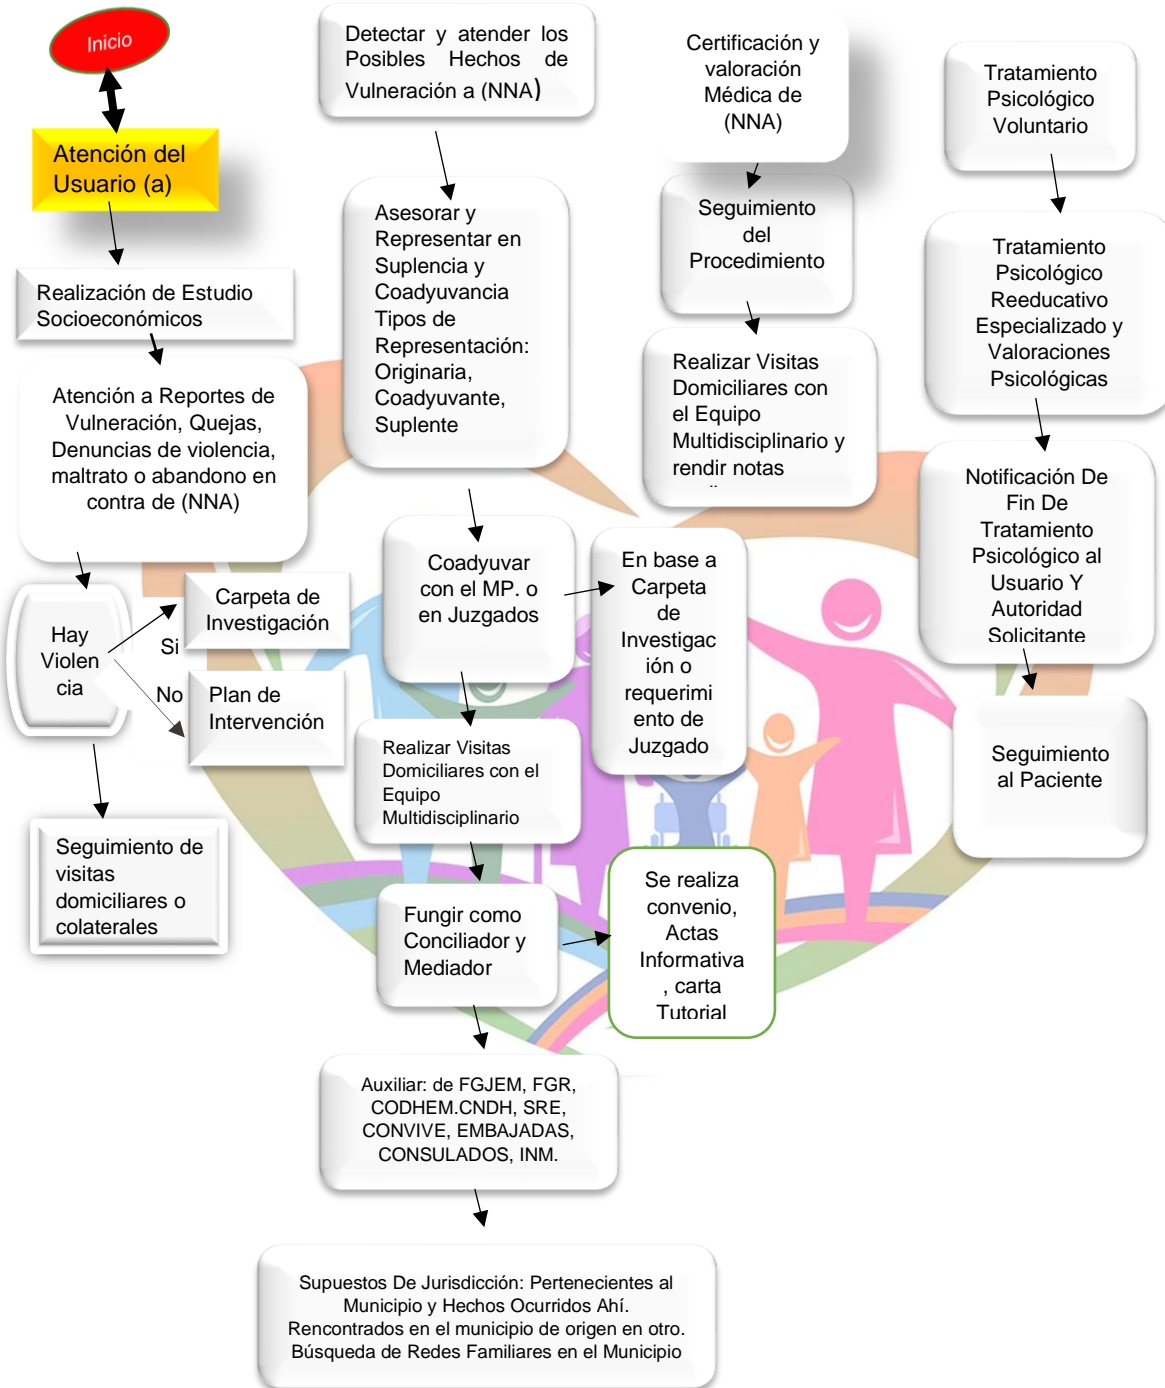 Inicio
Atención del
Usuario (a)
Realización de Estudio
Socioeconómicos
Atención a Reportes de
Vulneración, Quejas,
Denuncias de violencia,
maltrato o abandono en
contra de (NNA)
Hay
Violen
cia
Si
No
Carpeta de
Investigación
Plan de
Intervención
Seguimiento de
visitas
domiciliares o
colaterales
Detectar y atender los
Posibles Hechos de
Vulneración a (NNA)
Asesorar y
Representar en
Suplencia y
Coadyuvancia
Tipos de
Representación:
Originaria,
Coadyuvante,
Suplente
Coadyuvar
con el MP. o
en Juzgados
En base a
Carpeta
de
Investigac
ión o
requerimi
ento de
Juzgado
Realizar Visitas
Domiciliares con el
Equipo
Multidisciplinario
Fungir como
Conciliador y
Mediador
Se realiza
convenio,
Actas
Informativa
, carta
Tutorial
Auxiliar: de FGJEM, FGR,
CODHEM.CNDH, SRE,
CONVIVE, EMBAJADAS,
CONSULADOS, INM.
Supuestos De Jurisdicción: Pertenecientes al
Municipio y Hechos Ocurridos Ahí.
Rencontrados en el municipio de origen en otro.
Búsqueda de Redes Familiares en el Municipio
Certificación y
valoración
Médica de
(NNA)
Seguimiento
del
Procedimiento
Realizar Visitas
Domiciliares con
el Equipo
Multidisciplinario y
rendir notas
Tratamiento
Psicológico
Voluntario
Tratamiento
Psicológico
Reeducativo
Especializado y
Valoraciones
Psicológicas
Notificación De
Fin De
Tratamiento
Psicológico al
Usuario Y
Autoridad
Solicitante
Seguimiento
al Paciente